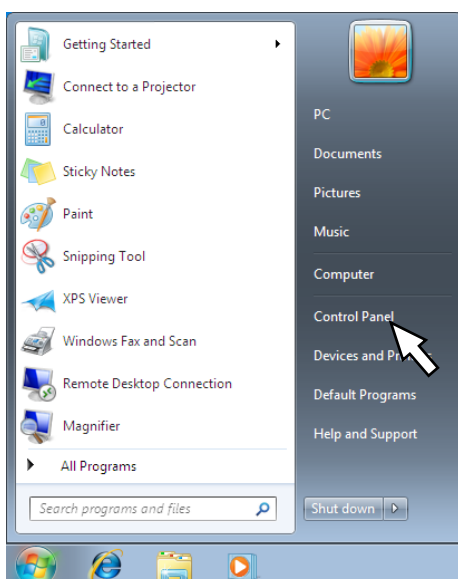 Getting Started
Connect to a Projector
Calculator
Sticky Notes
Paint
Snipping Tool
XPS Viewer
Windows Fax and Scan
Remote Desktop Connection
Magnifier
All Programs
Search programs and files
PC
Documents
Pictures
Music
Computer
Control Panel
Devices and
Default Programs
Help and Support
Shut down